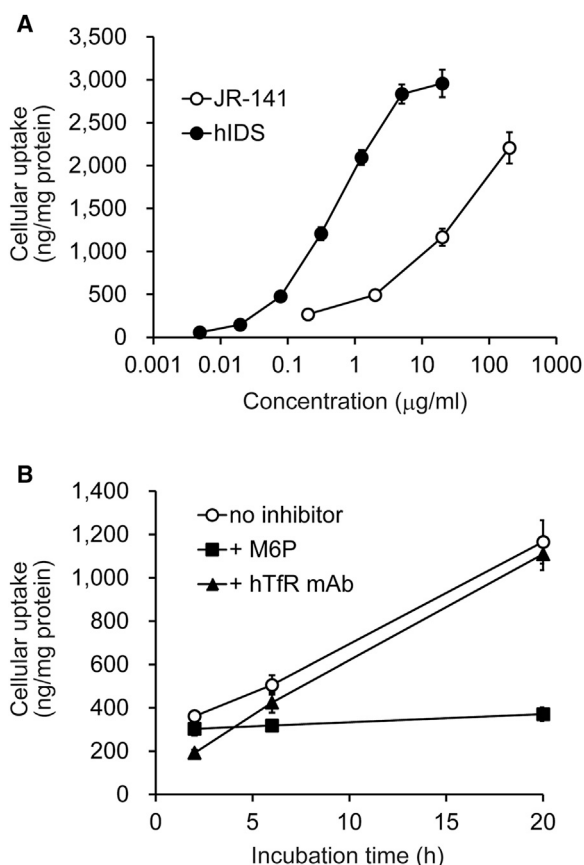 A
3,500
3,000
2,500
2,000
1,500
1,000
500
0
Cellular uptake
(ng/mg protein)
JR-141
hIDS
0.001 0.01 0.1 1 10 100 1000
Concentration (μg/ml)
B
1,400
1,200
1,000
800
600
400
200
0
Cellular uptake
(ng/mg protein)
no inhibitor
+ M6P
+ hTfR mAb
0 5 10 15 20
Incubation time (h)